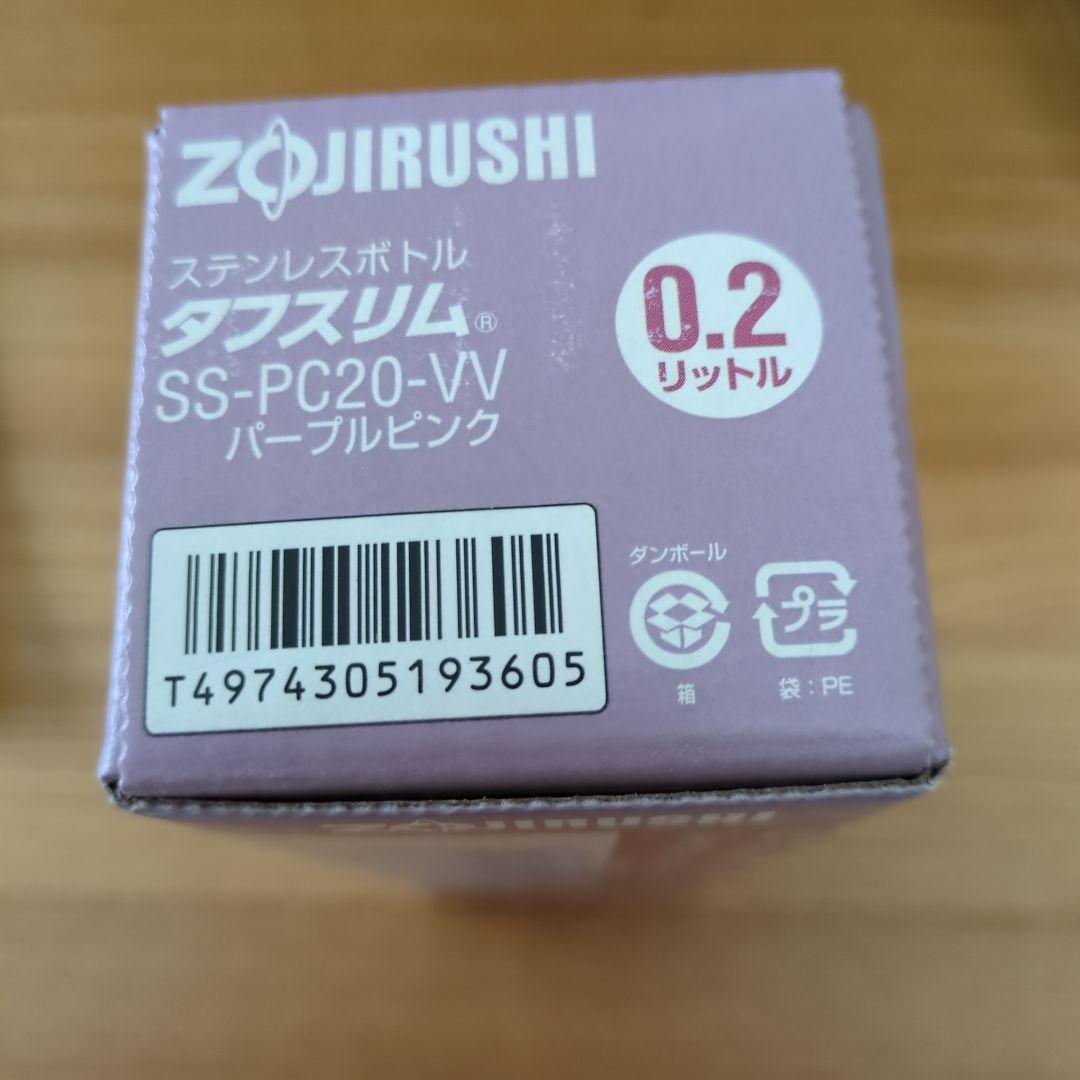 ZOJIRUSHI
ステンレスボトル
タフスリム®
SS-PC20-VV
パープルピンク
0.2
リットル
T4974305193605
ダンボール
箱
プラ
袋:PE
ZOJIRUSHI